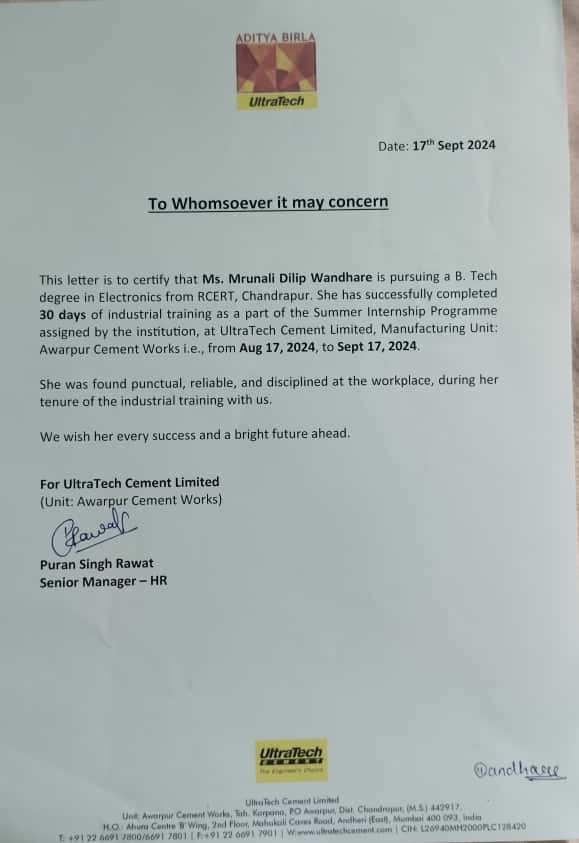 ADITYA BIRLA
UltraTech
Date: 17th Sept 2024
To Whomsoever it may concern
This letter is to certify that Ms. Mrunali Dilip Wandhare is pursuing a B. Tech
degree in Electronics from RCERT, Chandrapur. She has successfully completed
30 days of industrial training as a part of the Summer Internship Programme
assigned by the institution, at UltraTech Cement Limited, Manufacturing Unit:
Awarpur Cement Works i.e., from Aug 17, 2024, to Sept 17, 2024.
She was found punctual, reliable, and disciplined at the workplace, during her
tenure of the industrial training with us.
We wish her every success and a bright future ahead.
For UltraTech Cement Limited
(Unit: Awarpur Cement Works)
Rawat
Puran Singh Rawat
Senior Manager – HR
UltraTech
CEMENT
The Engineer's Choice
UltraTech Cement Limited
Unit: Awarpur Cement Works, Teh. Korpana, P.O Awarpur, Dist. Chandrapur, (M.S.) 442917.
H.O.: Ahura Centre 'B' Wing, 2nd Floor, Mahakali Caves Road, Andheri (East), Mumbai 400 093, India
T: +91 22 6691 7800/6691 7801 | F:+91 22 6691 7901 | W:www.ultratechcement.com | CIN: L26940MH2000PLC128420